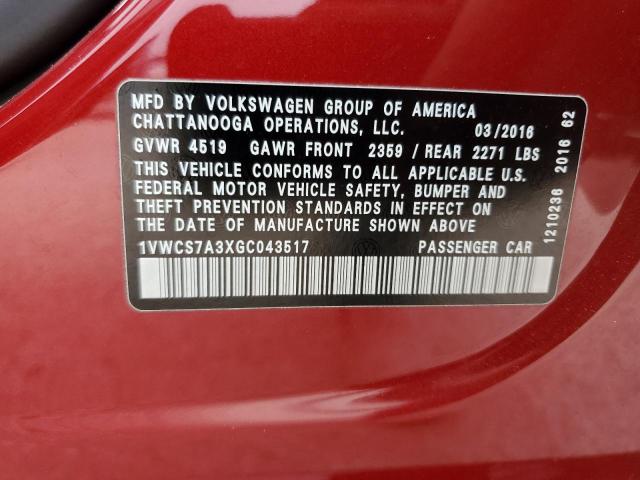 MFD BY VOLKSWAGEN GROUP OF AMERICA
CHATTANOOGA OPERATIONS, LLC. 03/2016
GVWR 4519 GAWR FRONT 2359 / REAR 2271 LBS
THIS VEHICLE CONFORMS TO ALL APPLICABLE U.S.
FEDERAL MOTOR VEHICLE SAFETY, BUMPER AND
THEFT PREVENTION STANDARDS IN EFFECT ON
THE DATE OF MANUFACTURE SHOWN ABOVE.
1VWCS7A3XGC043517 PASSENGER CAR
1210236 2016 62